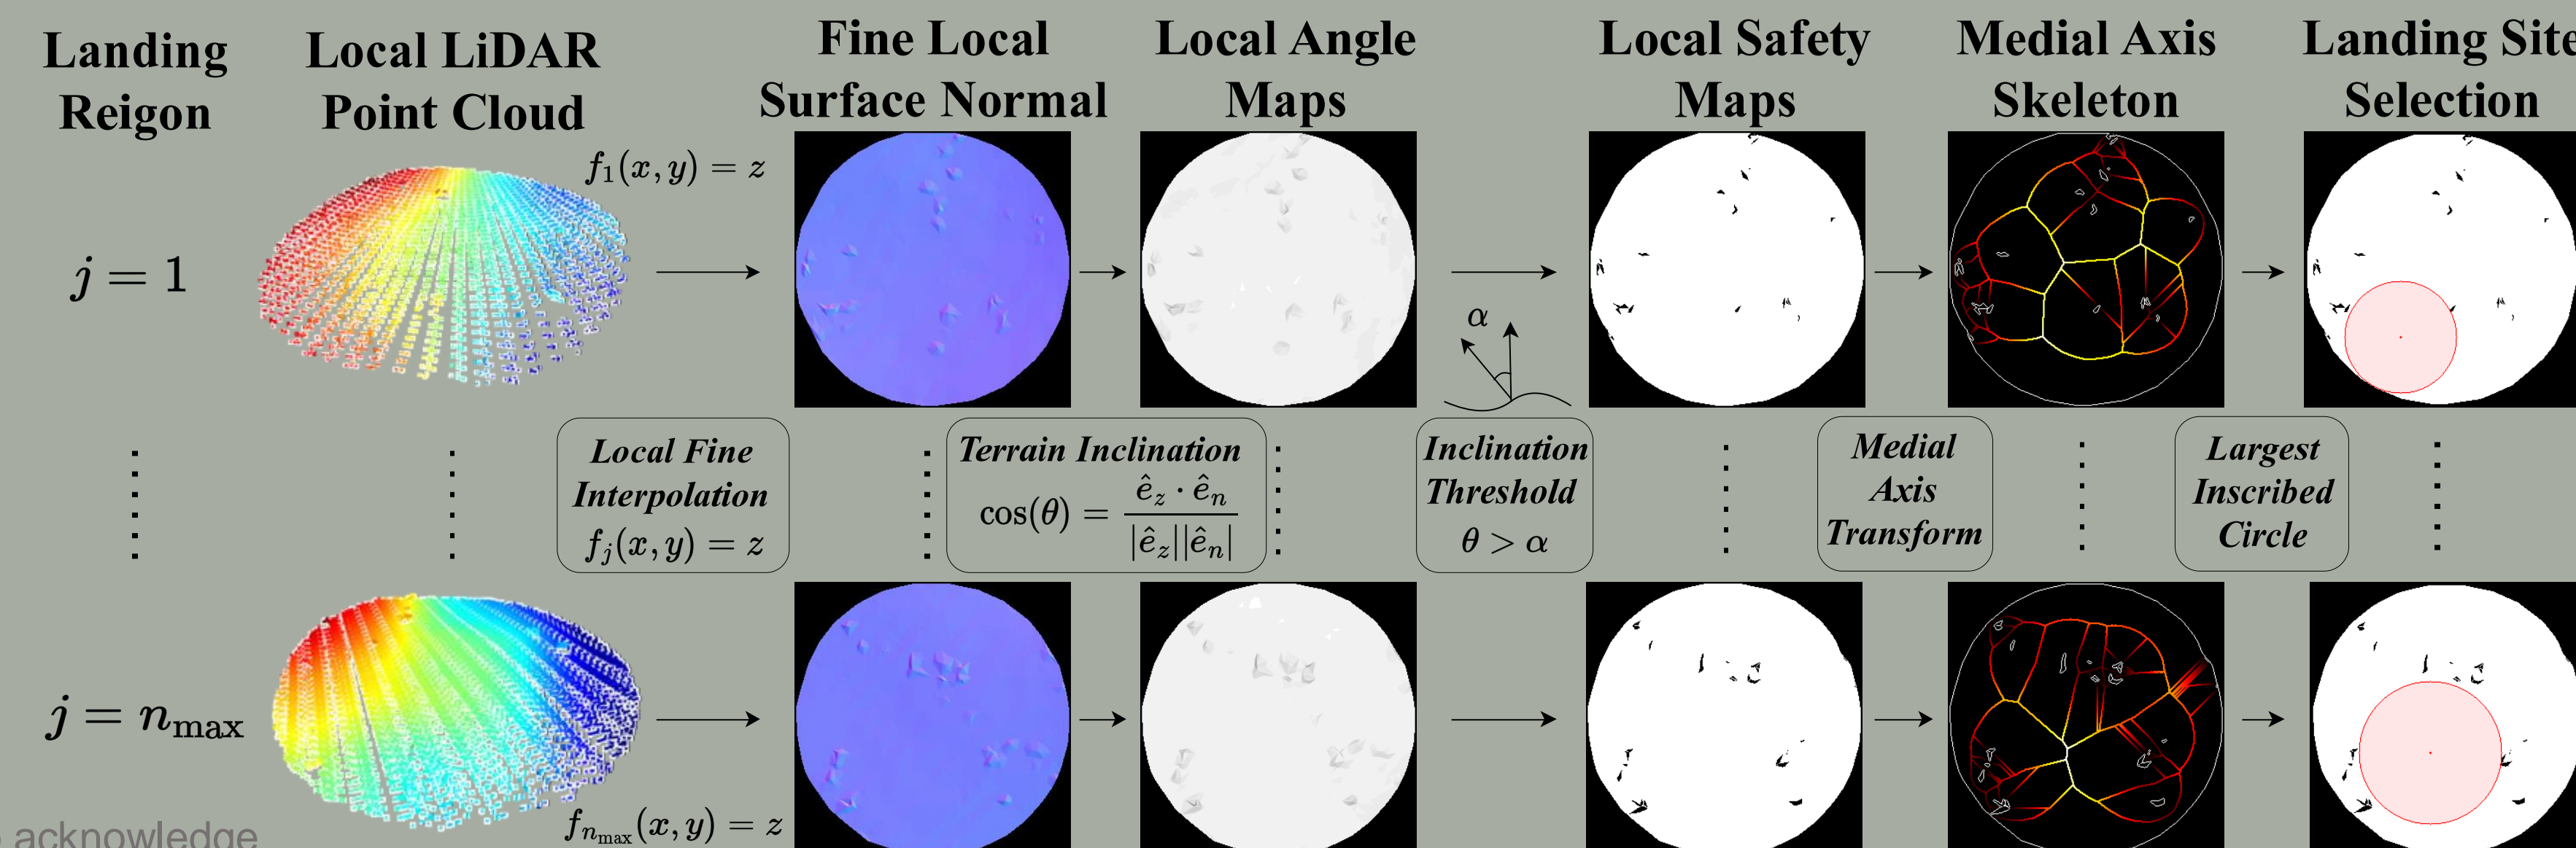 Landing
Reigon
Local LiDAR
Point Cloud
Fine Local
Surface Normal
Local Angle
Maps
Local Safety
Maps
Medial Axis
Skeleton
Landing Site
Selection
f₁(x, y) = z
j = 1
α
Local Fine
Interpolation
fⱼ(x, y) = z
Terrain Inclination
cos(θ) = (ê_z · ê_n) / (|ê_z||ê_n|)
Inclination
Threshold
θ > α
Medial
Axis
Transform
Largest
Inscribed
Circle
j = n_max
f_{n_max}(x, y) = z
acknowledge